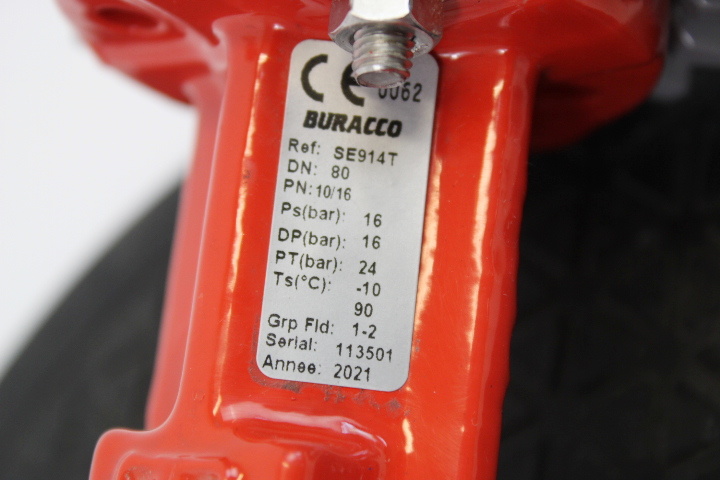 CE 0062
BURACCO
Ref: SE914T
DN: 80
PN: 10/16
Ps(bar): 16
DP(bar): 16
PT(bar): 24
Ts(°C): -10
90
Grp Fld: 1-2
Serial: 113501
Annee: 2021